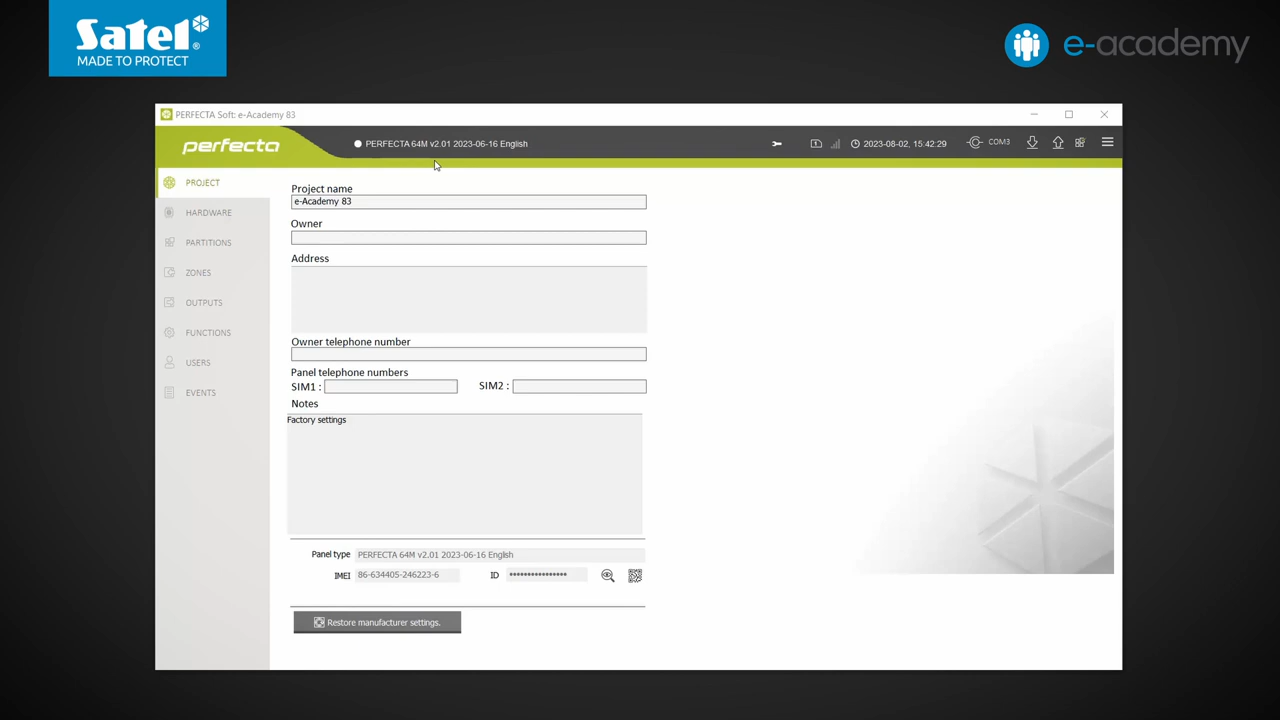 Satel®
MADE TO PROTECT
e-academy
PERFECTA Soft: e-Academy 83
perfecta
PERFECTA 64M v2.01 2023-06-16 English
2023-08-02, 15:42:29
COM3
PROJECT
HARDWARE
PARTITIONS
ZONES
OUTPUTS
FUNCTIONS
USERS
EVENTS
Project name
e-Academy 83
Owner
Address
Owner telephone number
Panel telephone numbers
SIM1 :
SIM2 :
Notes
Factory settings
Panel type PERFECTA 64M v2.01 2023-06-16 English
IMEI 86-634405-246223-6 ID ****************
Restore manufacturer settings.